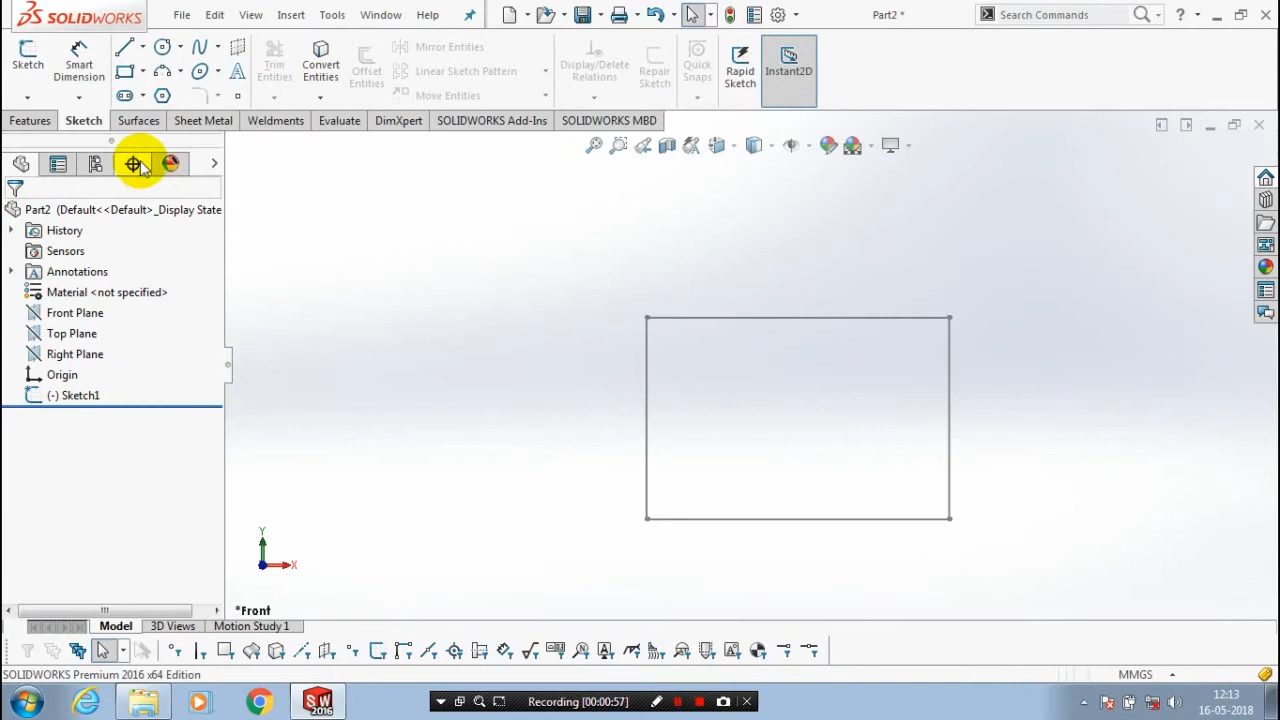 SOLIDWORKS File Edit View Insert Tools Window Help Part2 * Search Commands ?
Sketch Smart Dimension Trim Entities Convert Entities Offset Entities Mirror Entities Linear Sketch Pattern Move Entities Display/Delete Relations Repair Sketch Quick Snaps Rapid Sketch Instant2D
Features Sketch Surfaces Sheet Metal Weldments Evaluate DimXpert SOLIDWORKS Add-Ins SOLIDWORKS MBD
Part2 (Default<<Default>_Display State
History
Sensors
Annotations
Material <not specified>
Front Plane
Top Plane
Right Plane
Origin
(-) Sketch1
Y
X
*Front
Model 3D Views Motion Study 1
SOLIDWORKS Premium 2016 x64 Edition MMGS
SW 2016 Recording [00:00:57] 12:13
16-05-2018